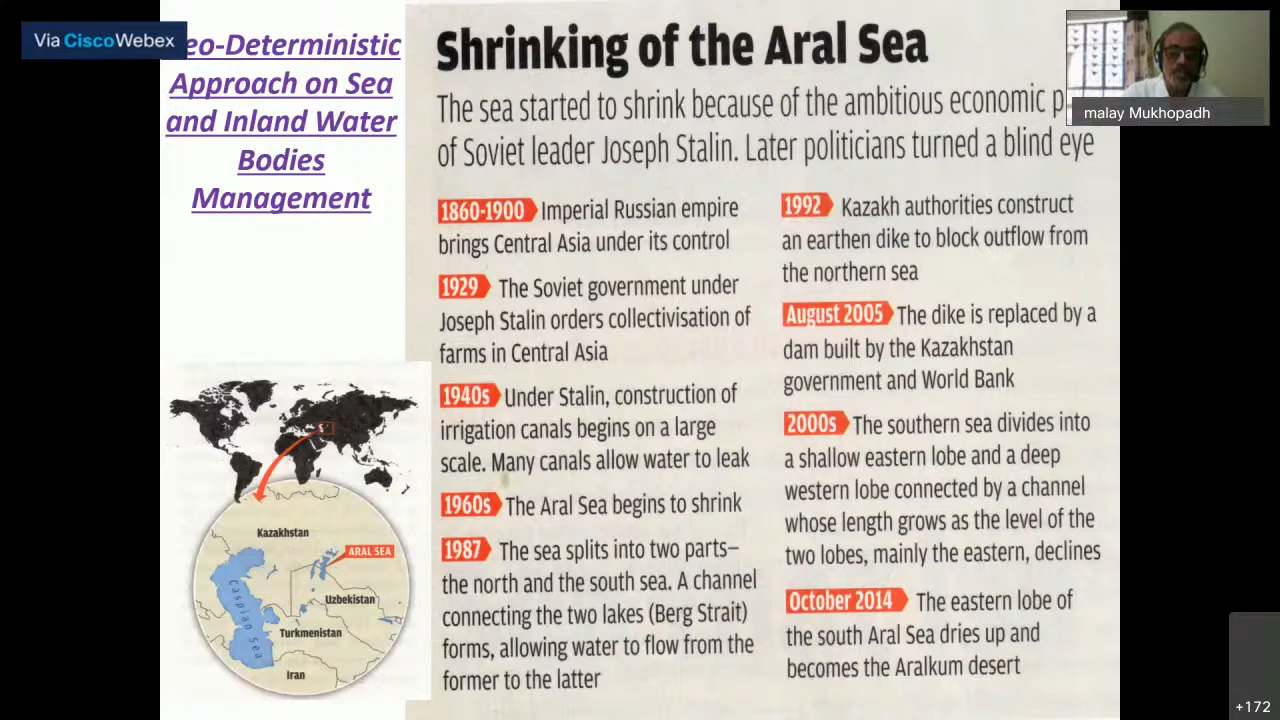 Via Cisco Webex
eo-Deterministic
Approach on Sea
and Inland Water
Bodies
Management
Shrinking of the Aral Sea
The sea started to shrink because of the ambitious economic p
of Soviet leader Joseph Stalin. Later politicians turned a blind eye
1860-1900 Imperial Russian empire
brings Central Asia under its control
1929 The Soviet government under
Joseph Stalin orders collectivisation of
farms in Central Asia
1940s Under Stalin, construction of
irrigation canals begins on a large
scale. Many canals allow water to leak
1960s The Aral Sea begins to shrink
1987 The sea splits into two parts–
the north and the south sea. A channel
connecting the two lakes (Berg Strait)
forms, allowing water to flow from the
former to the latter
1992 Kazakh authorities construct
an earthen dike to block outflow from
the northern sea
August 2005 The dike is replaced by a
dam built by the Kazakhstan
government and World Bank
2000s The southern sea divides into
a shallow eastern lobe and a deep
western lobe connected by a channel
whose length grows as the level of the
two lobes, mainly the eastern, declines
October 2014 The eastern lobe of
the south Aral Sea dries up and
becomes the Aralkum desert
Kazakhstan
ARAL SEA
Caspian Sea
Uzbekistan
Turkmenistan
Iran
malay Mukhopadh
+172